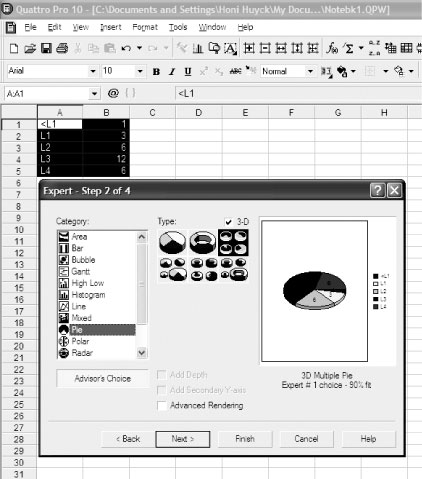 Quattro Pro 10 - [C:\Documents and Settings\Honi Huyck\My Docu...\Notebk1.QPW]
File Edit View Insert Format Tools Window Help
Arial 10 B I U ABC Normal
A:A1 @ { } <L1
A B C D E F G H
1 <L1 1
2 L1 3
3 L2 6
4 L3 12
5 L4 6
6
7
8
9
10
11
12
13
14
15
16
17
18
19
20
21
22
23
24
25
26
27
28
29
30
31
Expert - Step 2 of 4
Category:
Area
Bar
Bubble
Gantt
High Low
Histogram
Line
Mixed
Pie
Polar
Radar
Advisor's Choice
Type:
3-D
Add Depth
Add Secondary Y-axis
Advanced Rendering
<L1
L1
L2
L3
L4
3D Multiple Pie
Expert # 1 choice - 90% fit
< Back Next > Finish Cancel Help